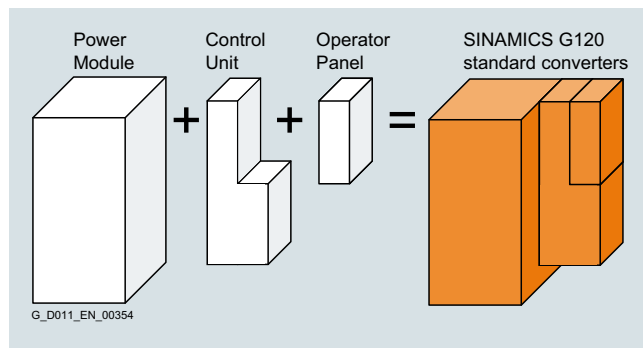 Power
Module
Control
Unit
Operator
Panel
SINAMICS G120
standard converters
+
+
=
G_D011_EN_00354